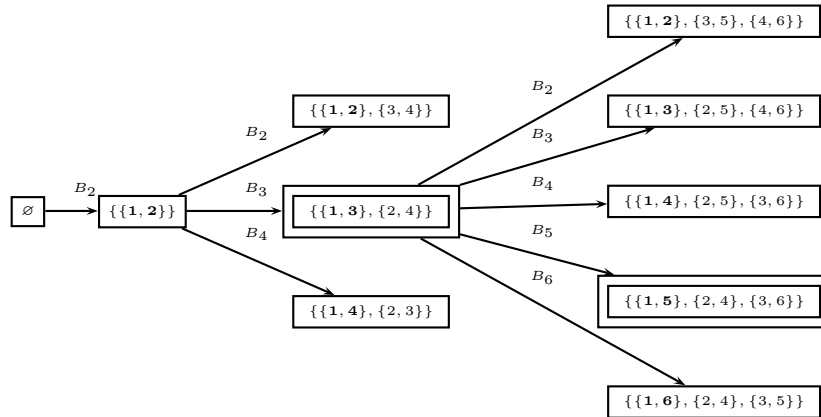 {{1, 2}, {3, 5}, {4, 6}}
B2
{{1, 2}, {3, 4}}
{{1, 3}, {2, 5}, {4, 6}}
B2
B3
B4
∅
B2
{{1, 2}}
B3
{{1, 3}, {2, 4}}
{{1, 4}, {2, 5}, {3, 6}}
B4
B5
B6
{{1, 5}, {2, 4}, {3, 6}}
{{1, 4}, {2, 3}}
{{1, 6}, {2, 4}, {3, 5}}